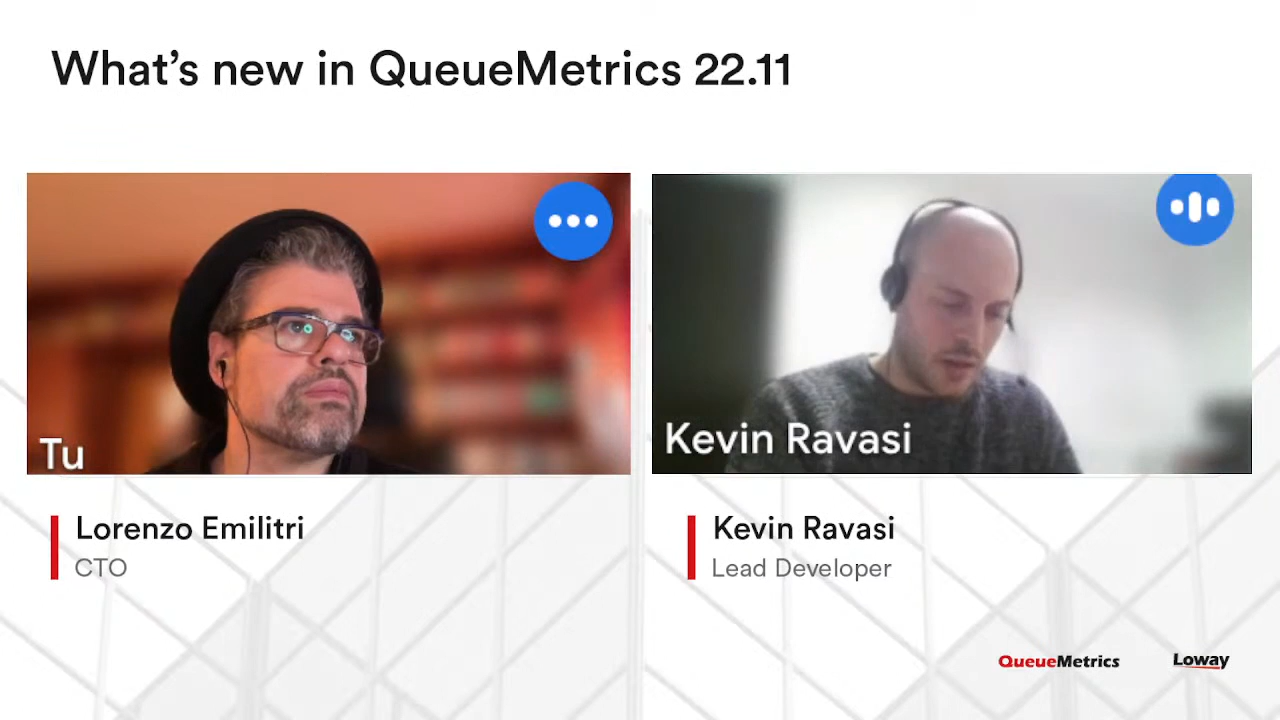 What’s new in QueueMetrics 22.11
Tu
Kevin Ravasi
Lorenzo Emilitri
CTO
Kevin Ravasi
Lead Developer
QueueMetrics
Loway